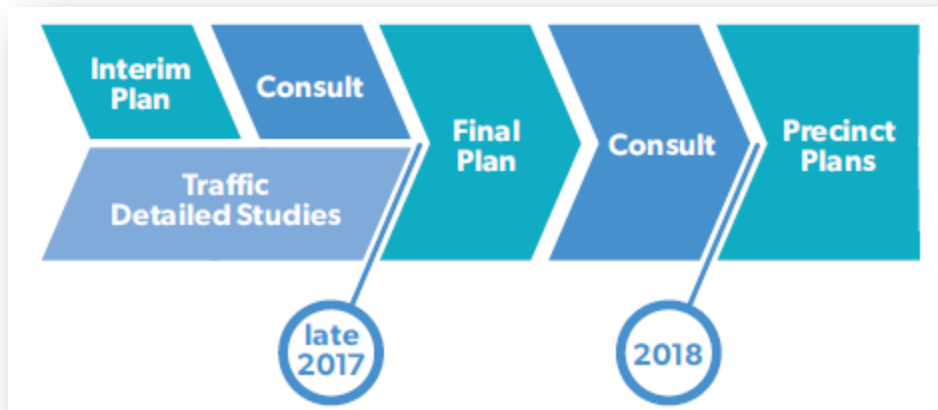 Interim
Plan
Consult
Traffic
Detailed Studies
Final
Plan
Consult
Precinct
Plans
late
2017
2018